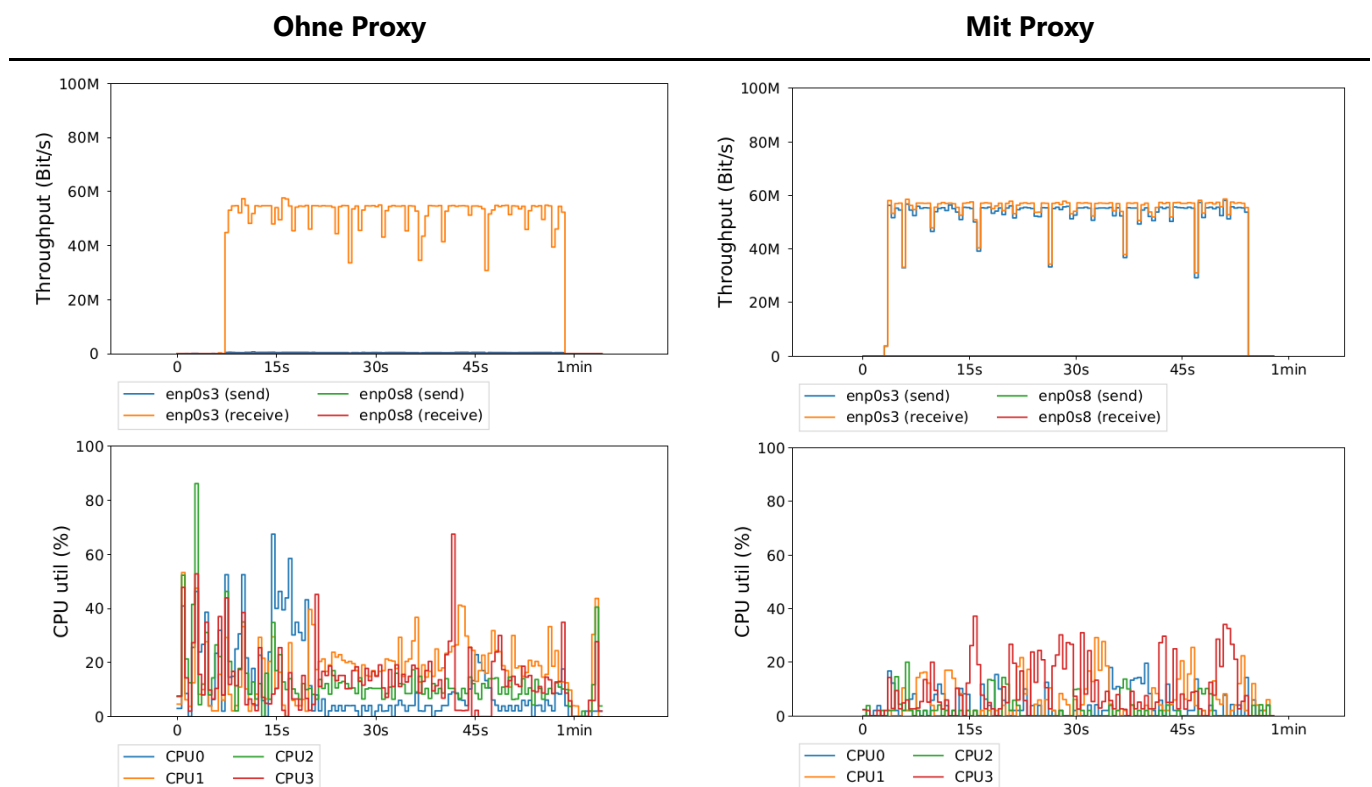 Ohne Proxy
Mit Proxy
100M
80M
60M
40M
20M
0
Throughput (Bit/s)
0 15s 30s 45s 1min
enp0s3 (send) enp0s8 (send)
enp0s3 (receive) enp0s8 (receive)
100M
80M
60M
40M
20M
0
Throughput (Bit/s)
0 15s 30s 45s 1min
enp0s3 (send) enp0s8 (send)
enp0s3 (receive) enp0s8 (receive)
100
80
60
40
20
0
CPU util (%)
0 15s 30s 45s 1min
CPU0 CPU2
CPU1 CPU3
100
80
60
40
20
0
CPU util (%)
0 15s 30s 45s 1min
CPU0 CPU2
CPU1 CPU3